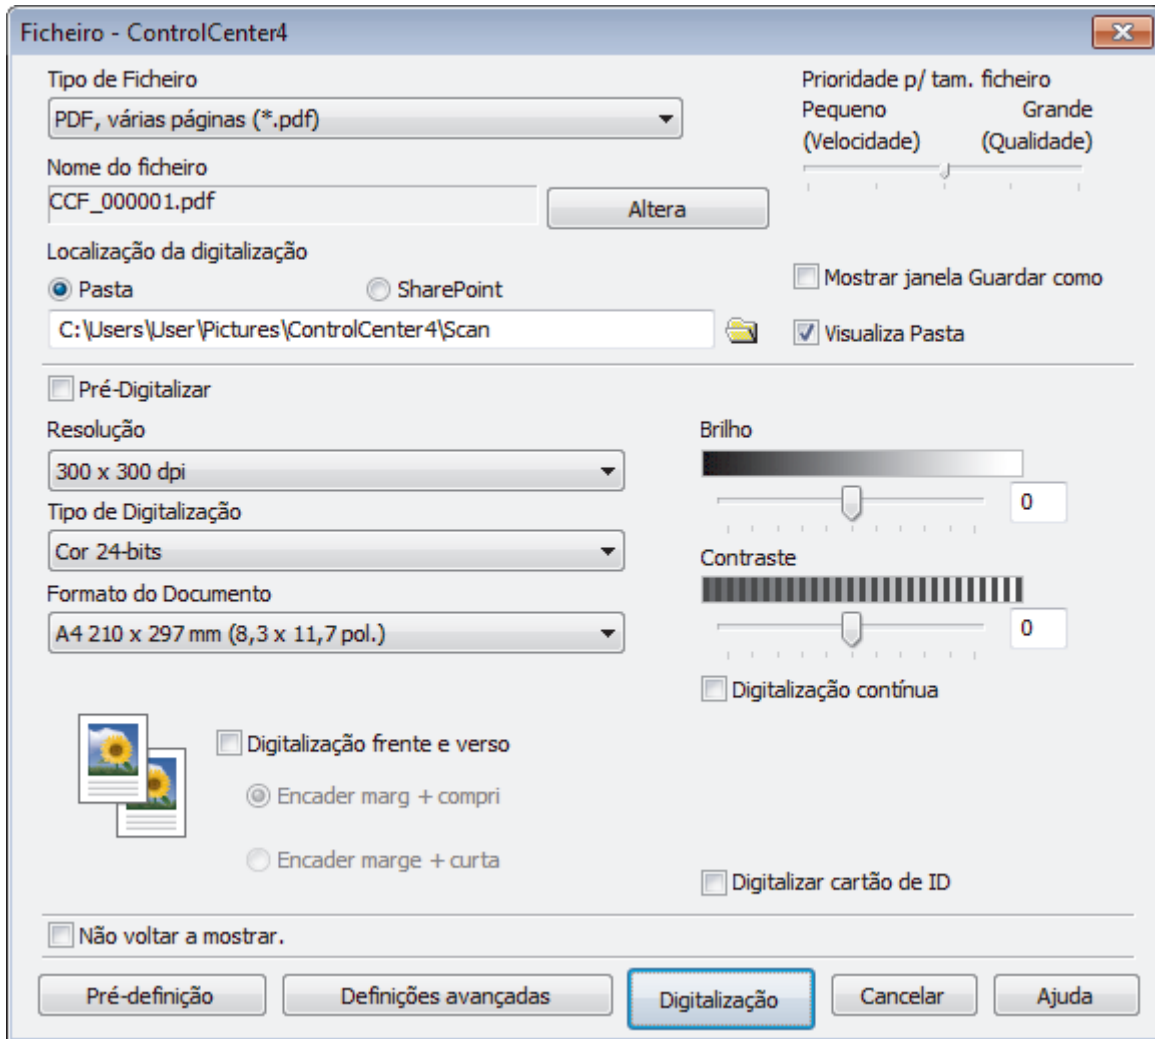 Ficheiro - ControlCenter4
Tipo de Ficheiro
PDF, várias páginas (*.pdf)
Prioridade p/ tam. ficheiro
Pequeno Grande
(Velocidade) (Qualidade)
Nome do ficheiro
CCF_000001.pdf
Altera
Localização da digitalização
Pasta SharePoint
Mostrar janela Guardar como
C:\Users\User\Pictures\ControlCenter4\Scan
Visualiza Pasta
Pré-Digitalizar
Resolução
300 x 300 dpi
Tipo de Digitalização
Cor 24-bits
Formato do Documento
A4 210 x 297 mm (8,3 x 11,7 pol.)
Brilho
0
Contraste
0
Digitalização contínua
Digitalização frente e verso
Encader marg + compri
Encader marge + curta
Digitalizar cartão de ID
Não voltar a mostrar.
Pré-definição Definições avançadas Digitalização Cancelar Ajuda